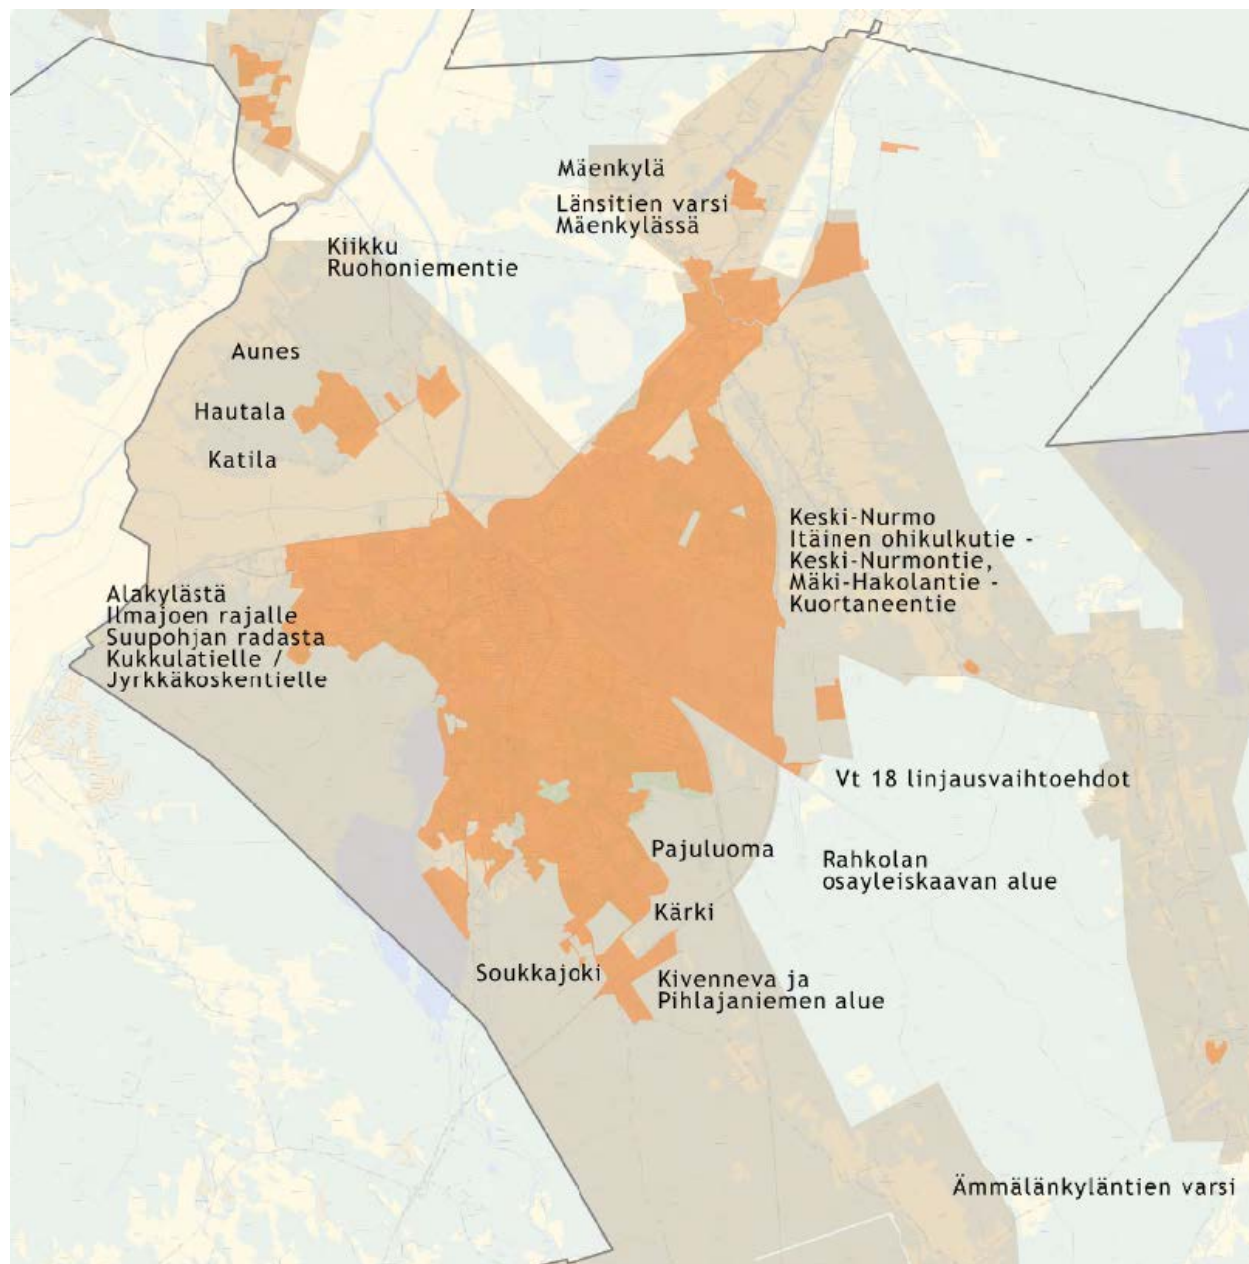 Mäenkylä
Länsitien varsi
Mäenkylässä
Kiikku
Ruohoniementie
Aunes
Hautala
Katila
Keski-Nurmo
Itäinen ohikulkutie -
Keski-Nurmontie,
Mäki-Hakolantie -
Kuortaneentie
Alakylästä
Ilmajoen rajalle
Suupohjan radasta
Kukkulatielle /
Jyrkkäkoskentielle
Vt 18 linjausvaihtoehdot
Pajuluoma
Rahkolan
osayleiskaavan alue
Kärki
Soukkajoki
Kivenneva ja
Pihlajaniemen alue
Ämmälänkyläntien varsi